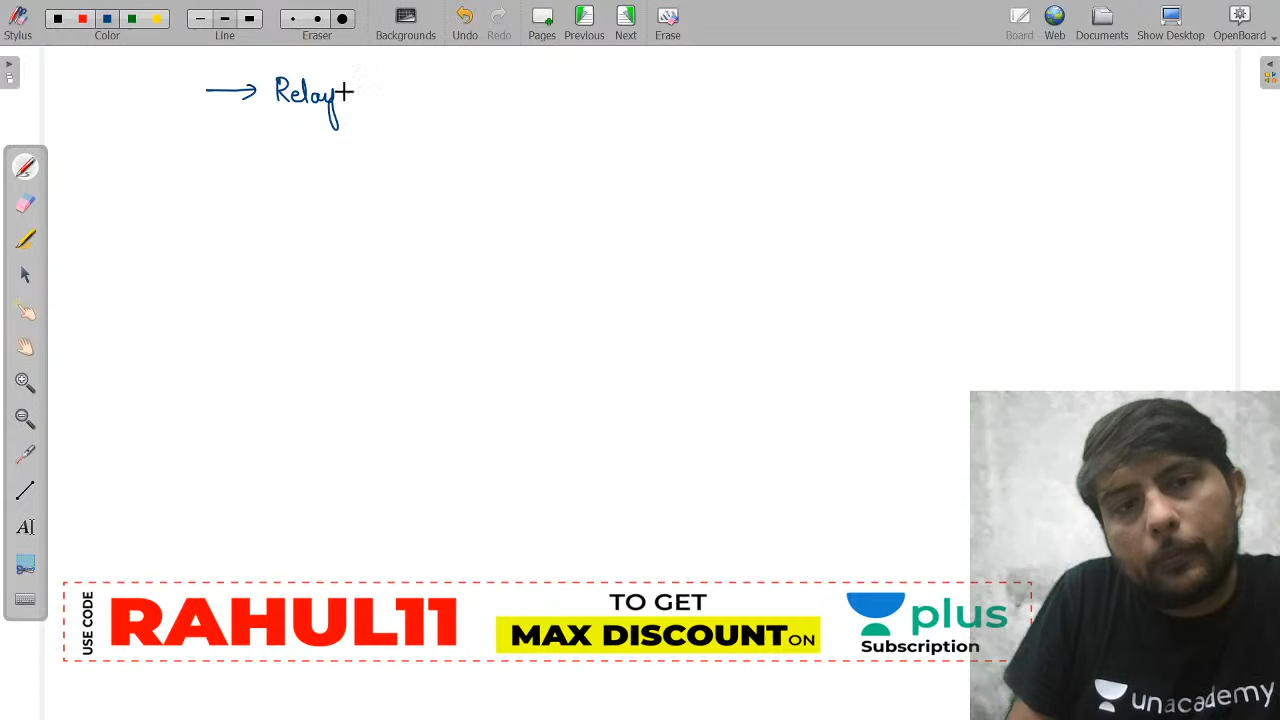 Stylus Color Line Eraser Backgrounds Undo Redo Pages Previous Next Erase Board Web Documents Show Desktop OpenBoard
→ Relay
AI
USE CODE RAHUL11
TO GET
MAX DISCOUNT ON
plus
Subscription
unacademy